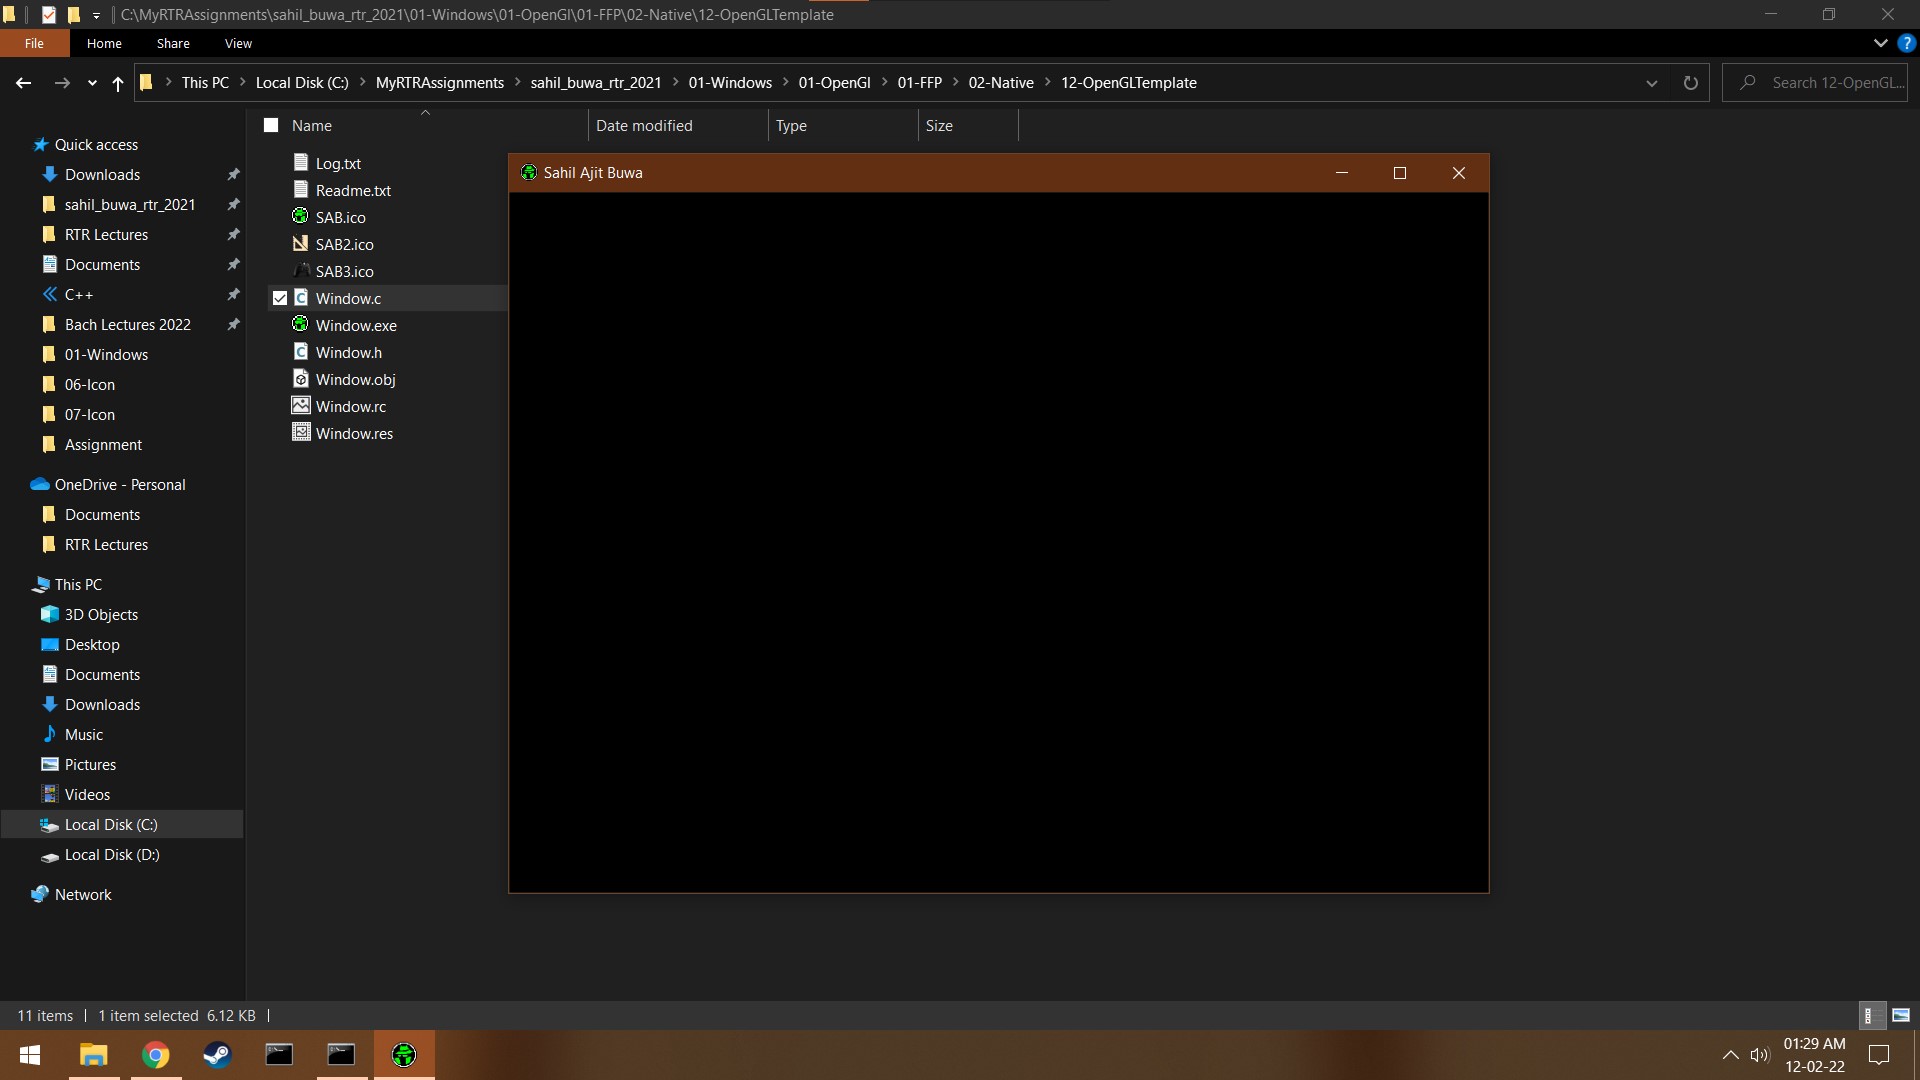 C:\MyRTRAssignments\sahil_buwa_rtr_2021\01-Windows\01-OpenGl\01-FFP\02-Native\12-OpenGLTemplate
File Home Share View
This PC Local Disk (C:) MyRTRAssignments sahil_buwa_rtr_2021 01-Windows 01-OpenGl 01-FFP 02-Native 12-OpenGLTemplate
Search 12-OpenGL...
Name Date modified Type Size
Quick access
Downloads
sahil_buwa_rtr_2021
RTR Lectures
Documents
C++
Bach Lectures 2022
01-Windows
06-Icon
07-Icon
Assignment
OneDrive - Personal
Documents
RTR Lectures
This PC
3D Objects
Desktop
Documents
Downloads
Music
Pictures
Videos
Local Disk (C:)
Local Disk (D:)
Network
Log.txt
Readme.txt
SAB.ico
SAB2.ico
SAB3.ico
Window.c
Window.exe
Window.h
Window.obj
Window.rc
Window.res
Sahil Ajit Buwa
11 items 1 item selected 6.12 KB
01:29 AM
12-02-22